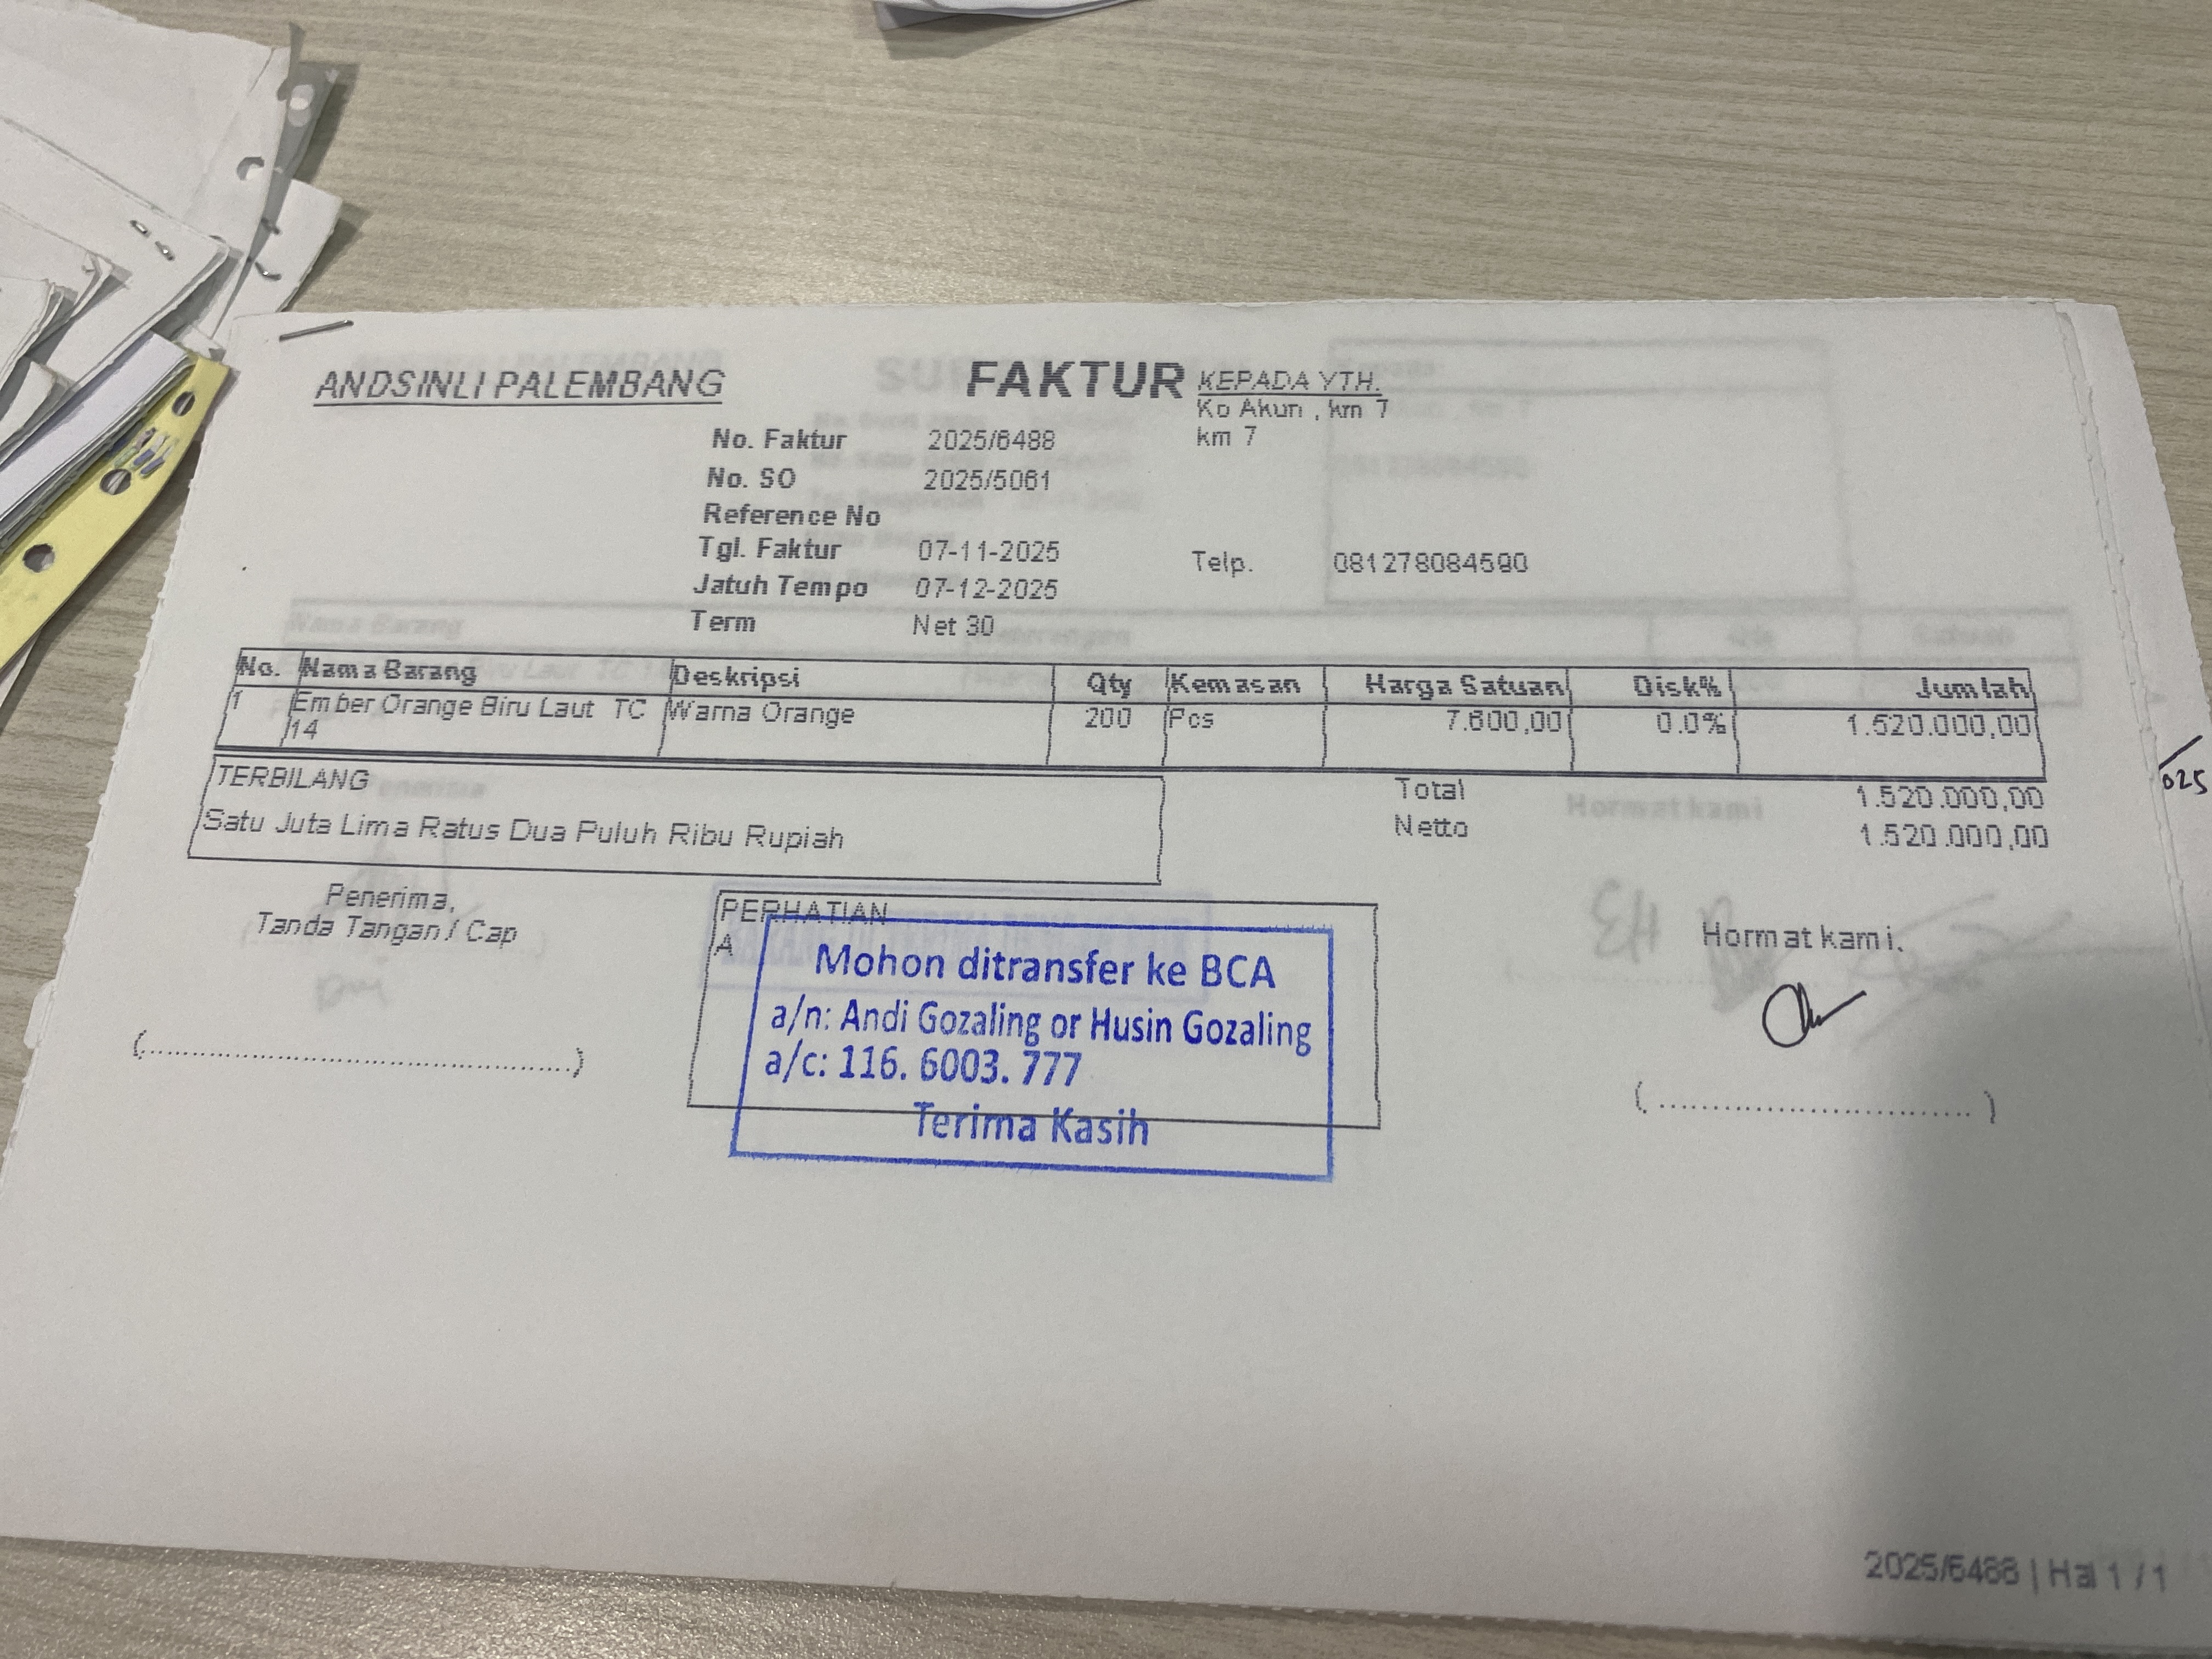 ANDSINLI PALEMBANG
FAKTUR
KEPADA YTH.
Ko Akun , km 7
km 7
No. Faktur 2025/6488
No. SO 2025/5061
Reference No
Tgl. Faktur 07-11-2025
Telp. 081278084590
Jatuh Tempo 07-12-2025
Term Net 30
No. Nama Barang Deskripsi Qty Kemasan Harga Satuan Disk% Jumlah
1 Ember Orange Biru Laut TC Warna Orange 200 Pcs 7.600,00 0.0% 1.520.000,00
14
TERBILANG
Satu Juta Lima Ratus Dua Puluh Ribu Rupiah
Total 1.520.000,00
Netto 1.520.000,00
025
Penerima,
Tanda Tangan / Cap
(....................)
PERHATIAN
A
Mohon ditransfer ke BCA
a/n: Andi Gozaling or Husin Gozaling
a/c: 116. 6003. 777
Terima Kasih
Hormat kami.
(....................)
2025/6488 | Hal 1 / 1